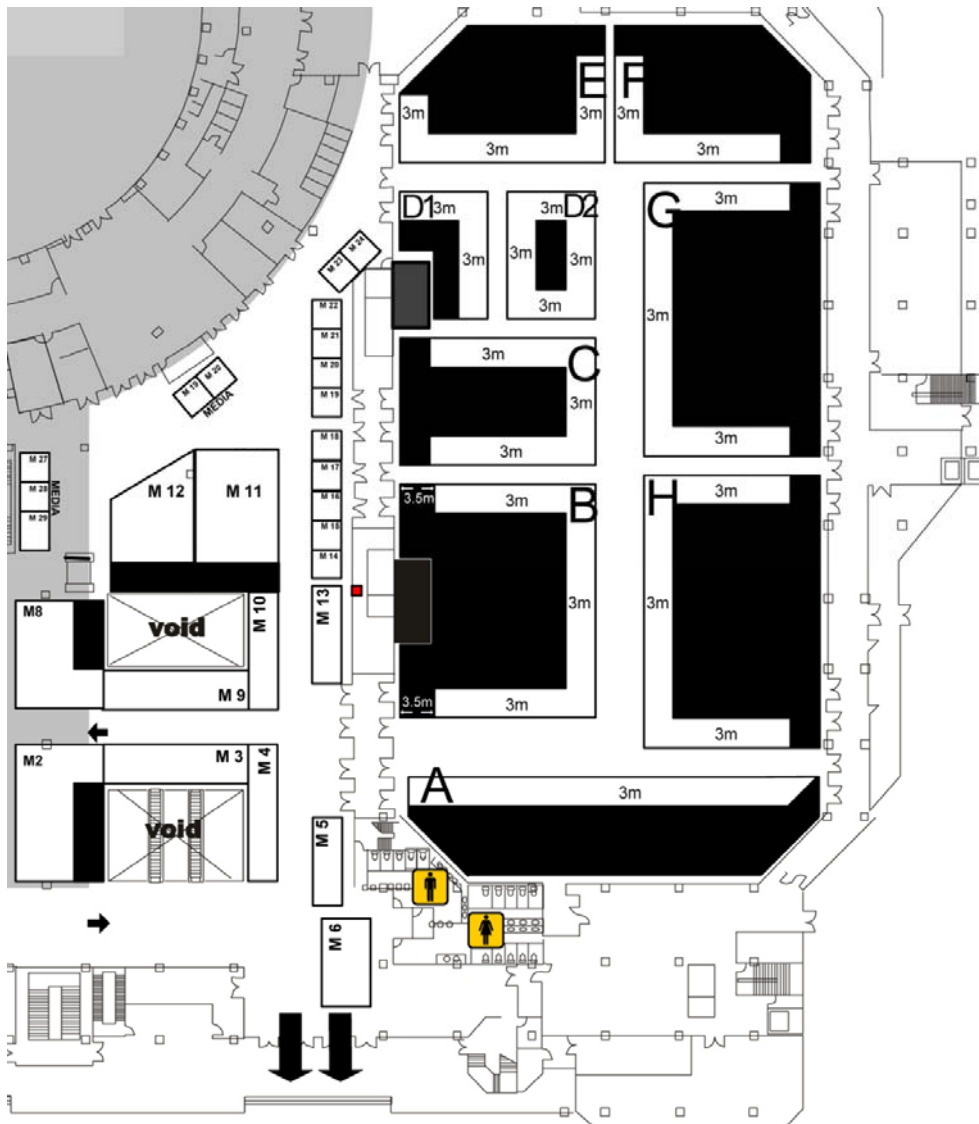 E F
3m 3m 3m
3m 3m
D1 3m 3m D2 G 3m
3m 3m 3m
3m
3m
M 24
M 23
M 22
M 21
M 20
M 19
3m C
3m
3m
M 19 M 20
MEDIA
3m
M 18
M 17
M 16
M 15
M 14
M 13
M 27
M 28
M 29
MEDIA
M 12 M 11
3.5m 3m B
H 3m
3m 3m
3.5m 3m
3m
M8
void
M 10
M 9
M2
M 3
M 4
void
A 3m
M 5
M 6